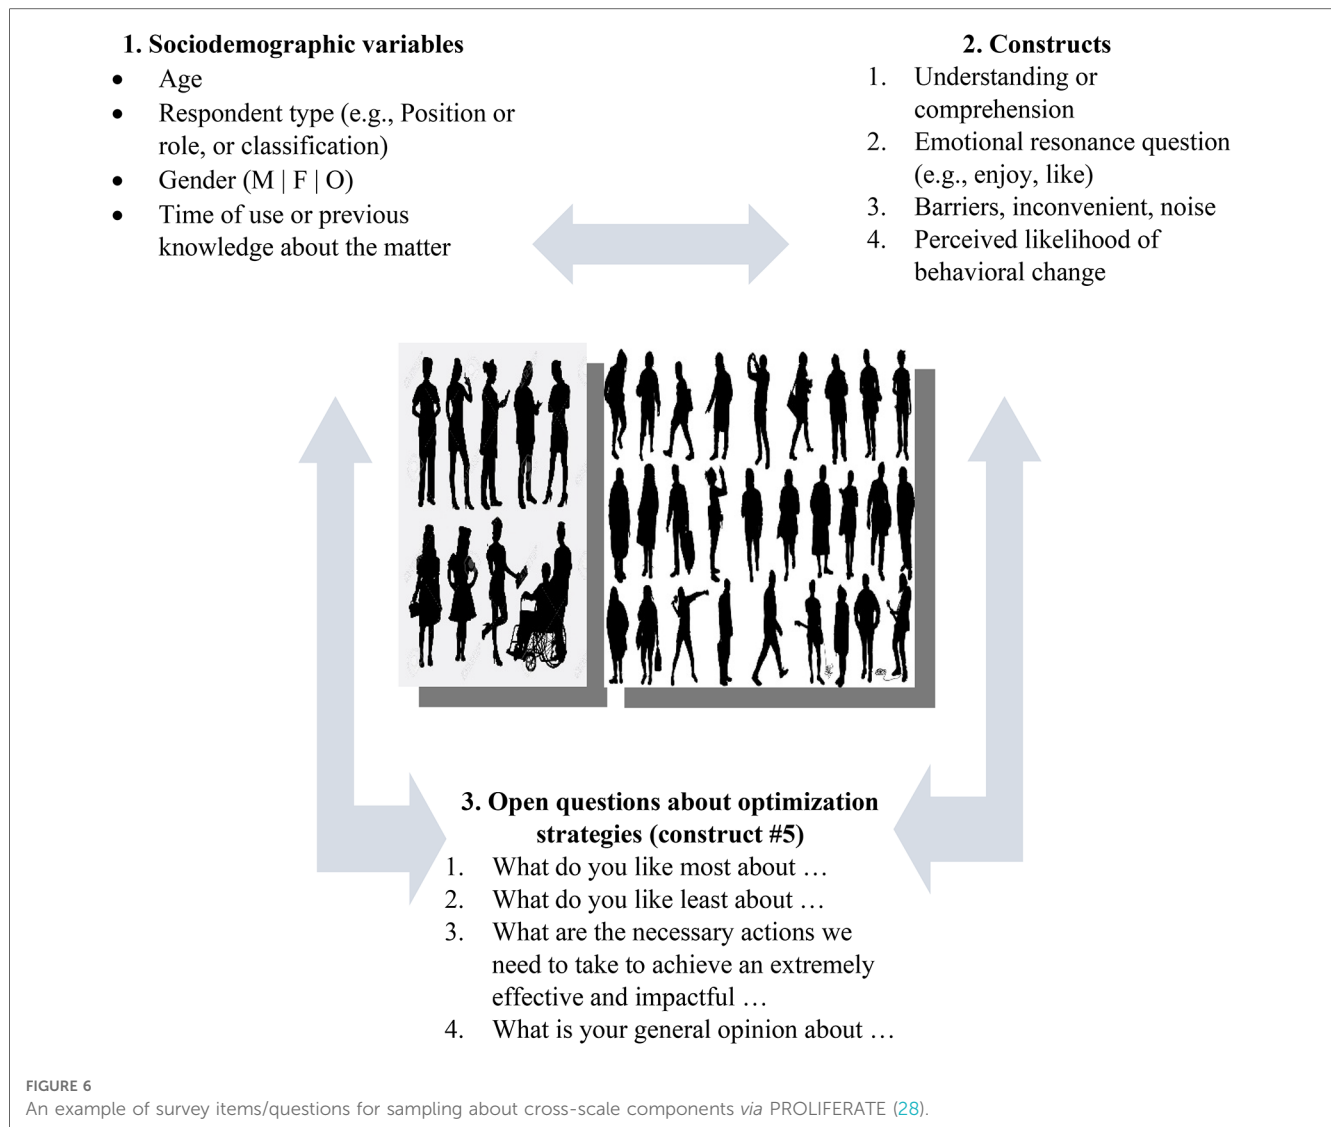 1. Sociodemographic variables
• Age
• Respondent type (e.g., Position or
role, or classification)
• Gender (M | F | O)
• Time of use or previous
knowledge about the matter
2. Constructs
1. Understanding or
comprehension
2. Emotional resonance question
(e.g., enjoy, like)
3. Barriers, inconvenient, noise
4. Perceived likelihood of
behavioral change
3. Open questions about optimization
strategies (construct #5)
1. What do you like most about …
2. What do you like least about …
3. What are the necessary actions we
need to take to achieve an extremely
effective and impactful …
4. What is your general opinion about …
FIGURE 6
An example of survey items/questions for sampling about cross-scale components via PROLIFERATE (28).